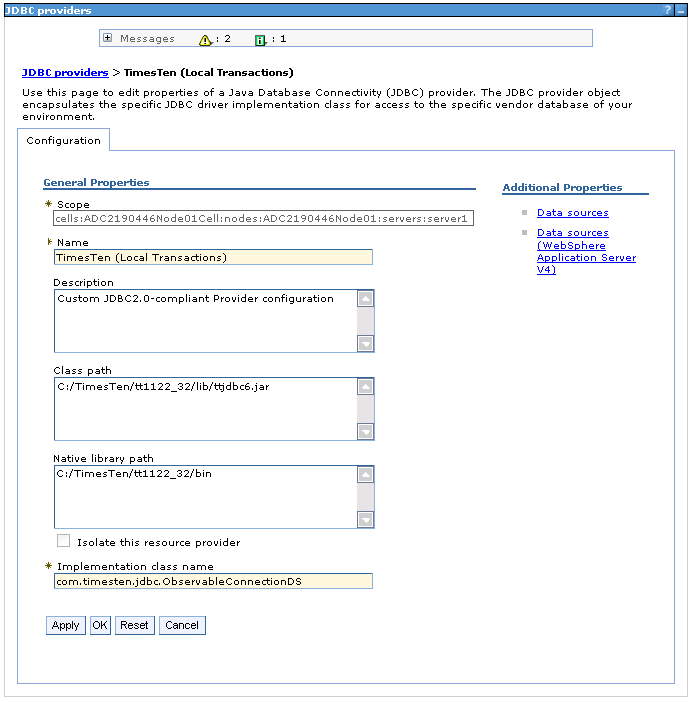 JDBC providers ? –
Messages : 2 : 1
JDBC providers > TimesTen (Local Transactions)
Use this page to edit properties of a Java Database Connectivity (JDBC) provider. The JDBC provider object
encapsulates the specific JDBC driver implementation class for access to the specific vendor database of your
environment.
Configuration
General Properties
* Scope
cells:ADC2190446Node01Cell:nodes:ADC2190446Node01:servers:server1
* Name
TimesTen (Local Transactions)
Description
Custom JDBC2.0-compliant Provider configuration
Class path
C:/TimesTen/tt1122_32/lib/ttjdbc6.jar
Native library path
C:/TimesTen/tt1122_32/bin
Isolate this resource provider
* Implementation class name
com.timesten.jdbc.ObservableConnectionDS
Apply OK Reset Cancel
Additional Properties
Data sources
Data sources
(WebSphere
Application Server
V4)